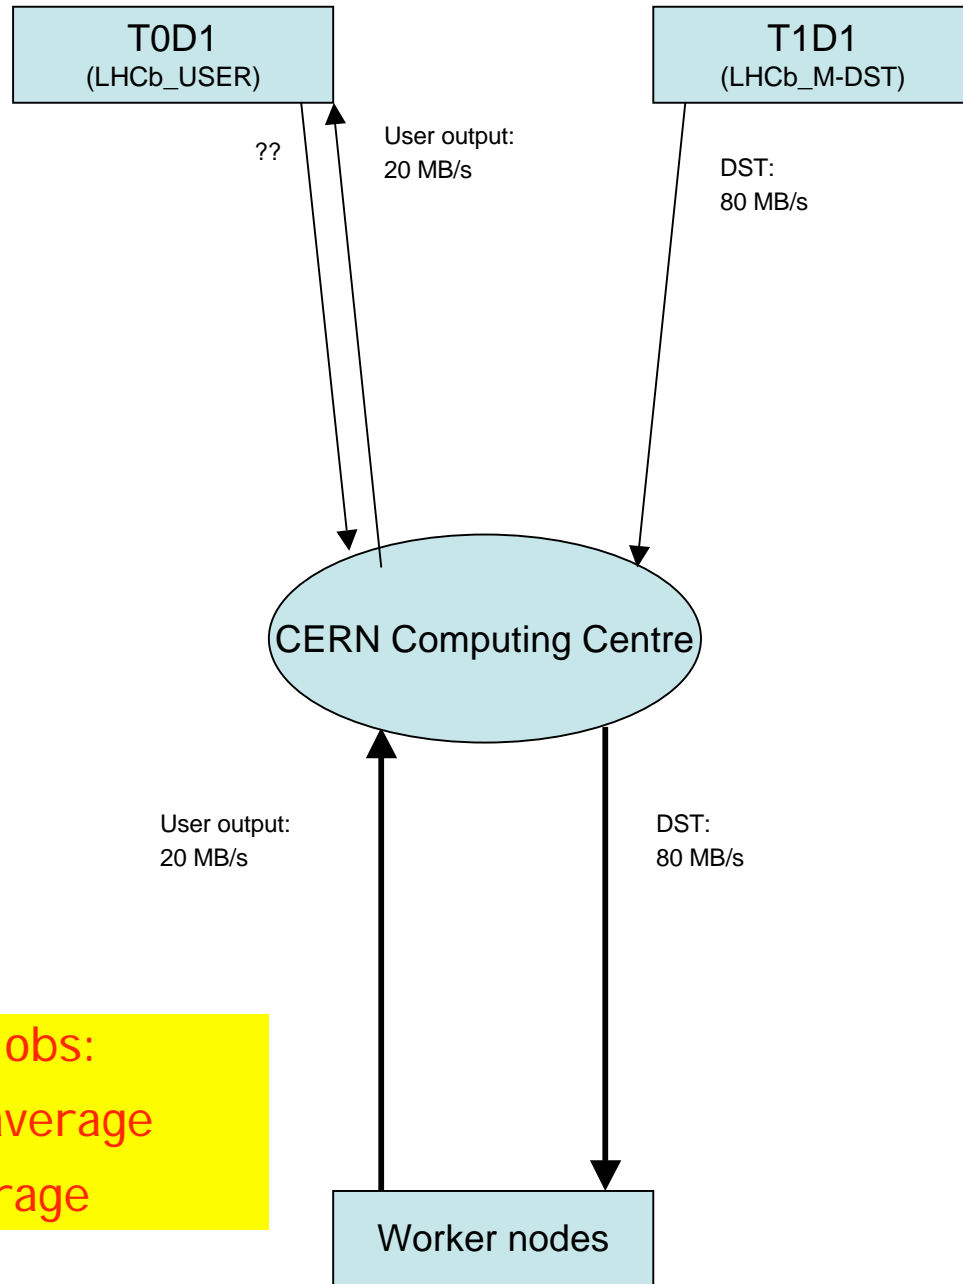 T0D1
(LHCb_USER)
T1D1
(LHCb_M-DST)
??
User output:
20 MB/s
DST:
80 MB/s
CERN Computing Centre
User output:
20 MB/s
DST:
80 MB/s
obs:
average
rage
Worker nodes